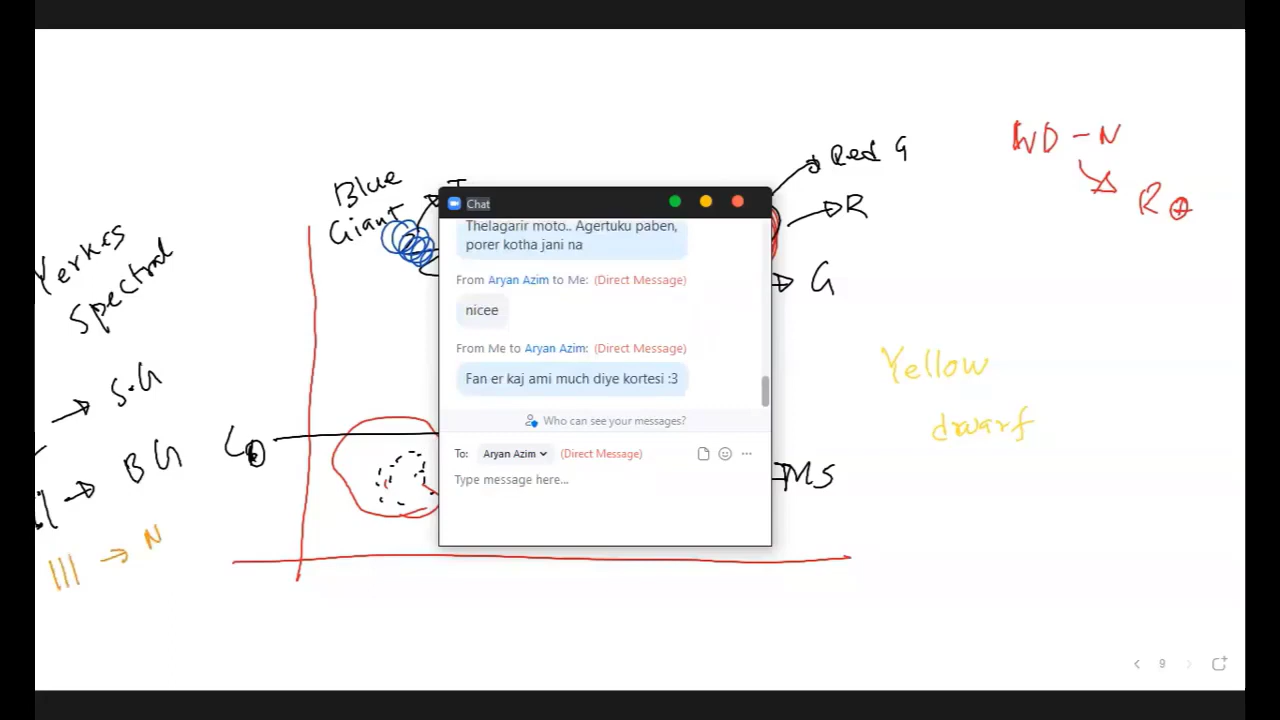 Red G
WD - N
Blue
R
R
Giant
Yerkes
Spectral
G
Yellow
S.G
dwarf
BG
MS
III → N
9
Chat
Thelagarir moto.. Agertuku paben,
porer kotha jani na
From Aryan Azim to Me: (Direct Message)
nicee
From Me to Aryan Azim: (Direct Message)
Fan er kaj ami much diye kortesi :3
Who can see your messages?
To: Aryan Azim (Direct Message)
Type message here...